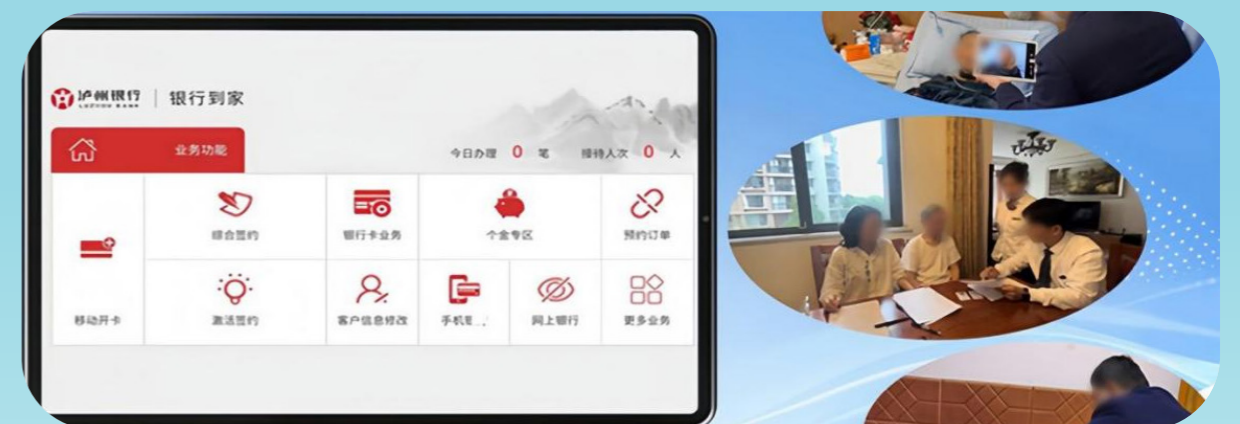 泸州银行
LUZHOU BANK
银行到家
业务功能
今日办理 0 笔 接待人次 0 人
综合签约
银行卡业务
个金专区
预约订单
移动开卡
激活签约
客户信息修改
手机
网上银行
更多业务